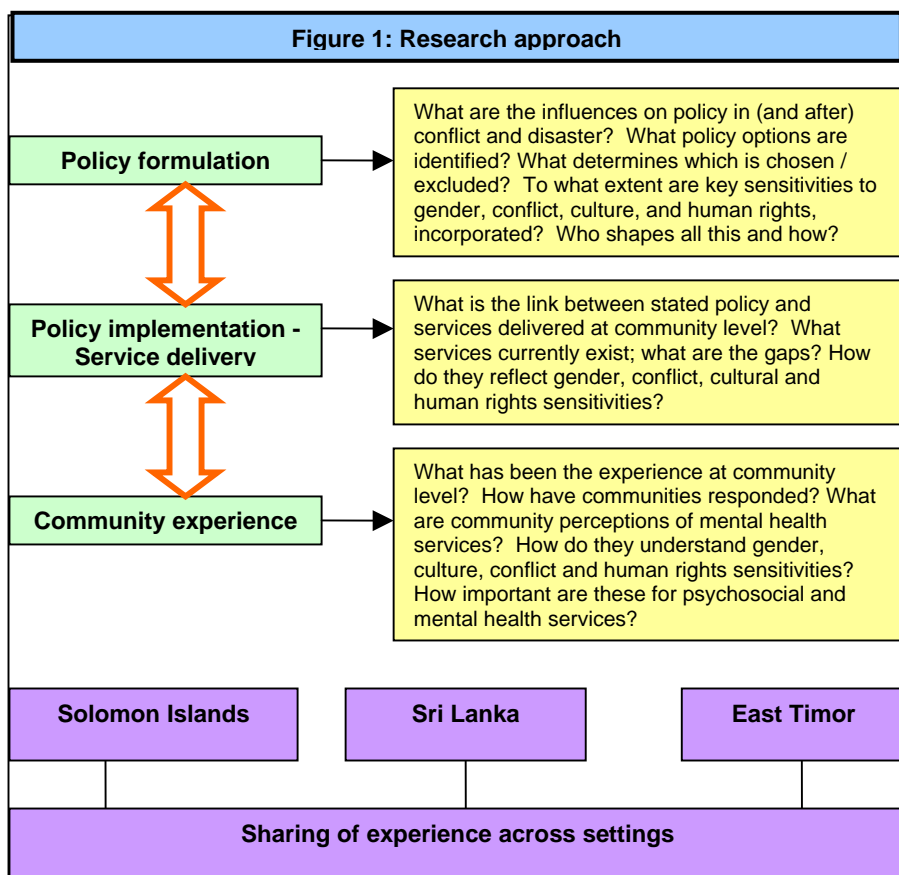 Figure 1: Research approach
Policy formulation
What are the influences on policy in (and after)
conflict and disaster? What policy options are
identified? What determines which is chosen /
excluded? To what extent are key sensitivities to
gender, conflict, culture, and human rights,
incorporated? Who shapes all this and how?
Policy implementation -
Service delivery
What is the link between stated policy and
services delivered at community level? What
services currently exist; what are the gaps? How
do they reflect gender, conflict, cultural and
human rights sensitivities?
Community experience
What has been the experience at community
level? How have communities responded? What
are community perceptions of mental health
services? How do they understand gender,
culture, conflict and human rights sensitivities?
How important are these for psychosocial and
mental health services?
Solomon Islands
Sri Lanka
East Timor
Sharing of experience across settings